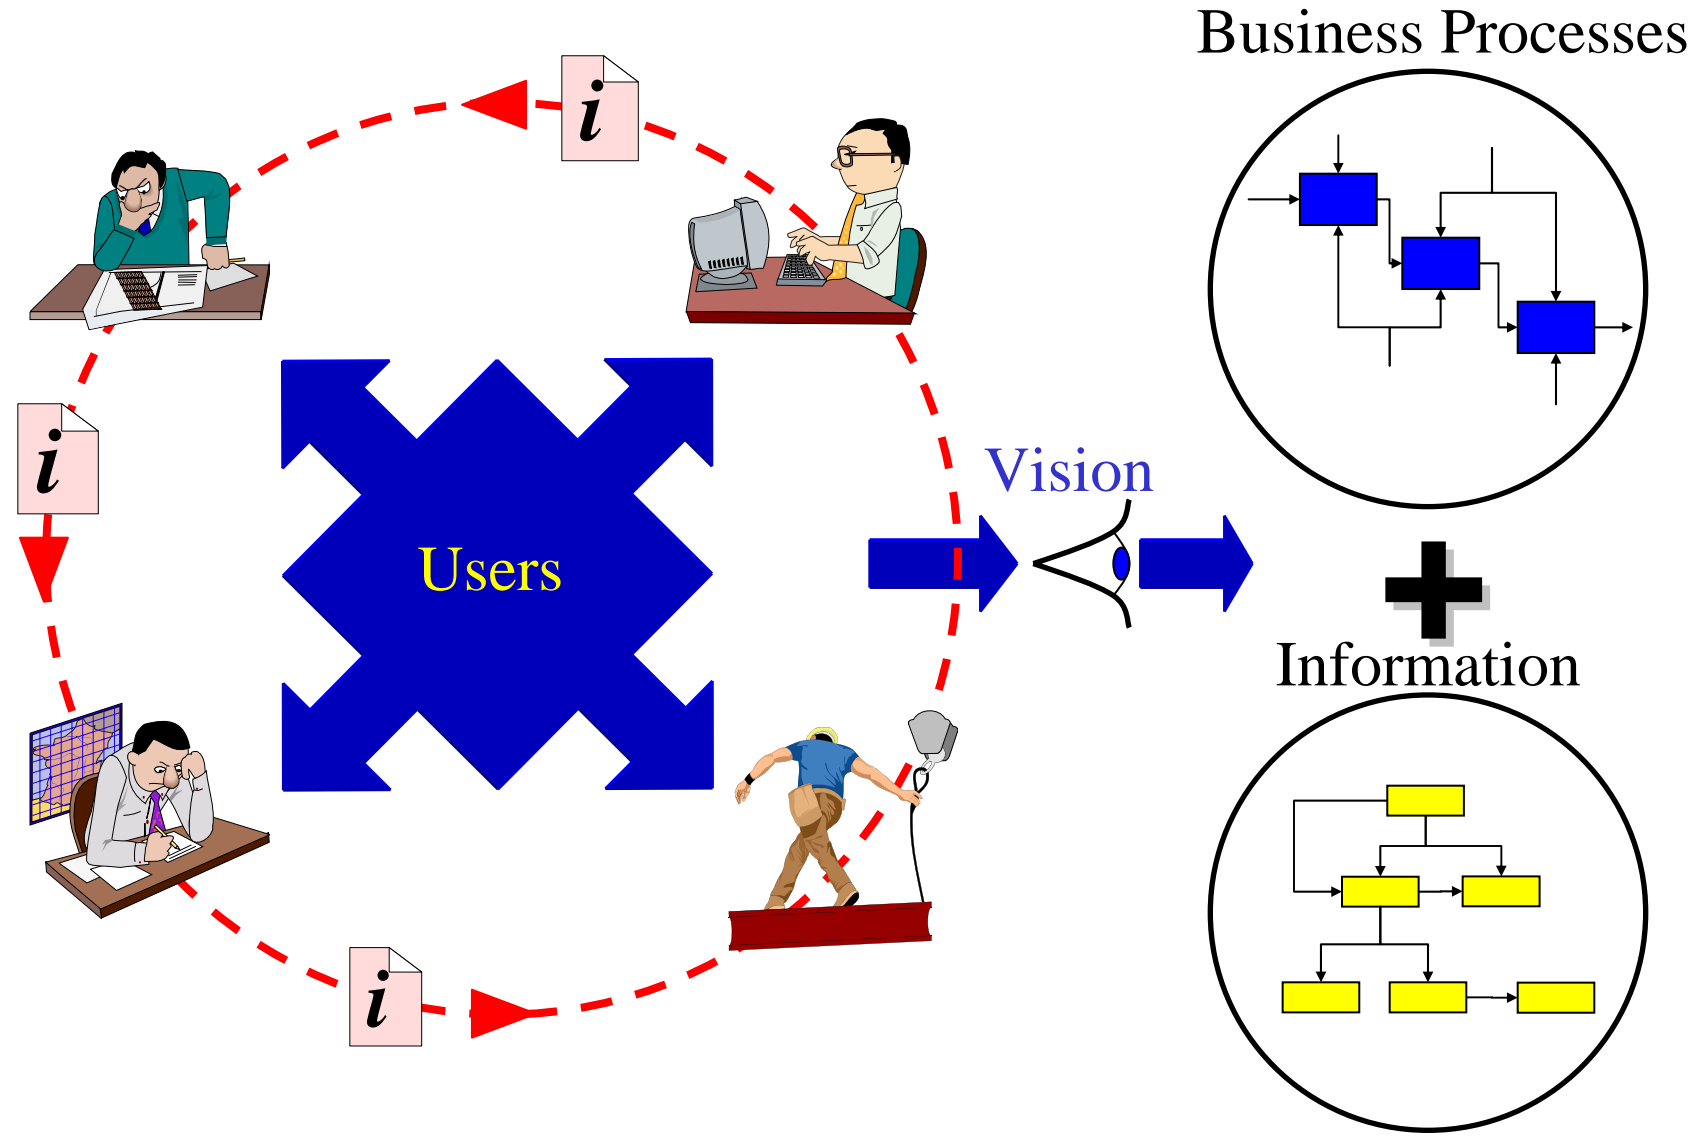 Business Processes
i
i
Vision
Users
Information
i